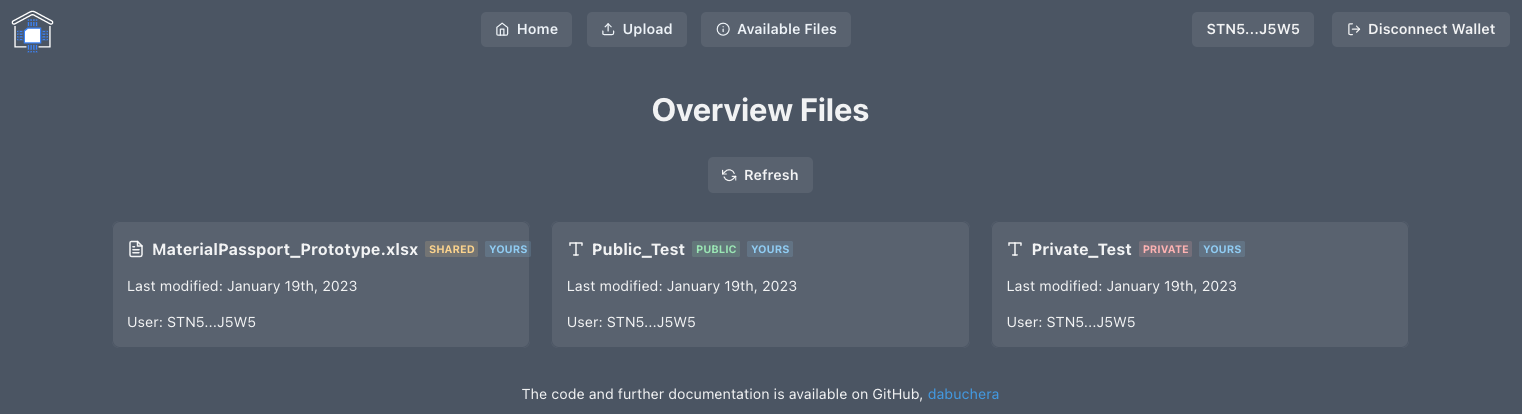 Home Upload Available Files STN5...J5W5 Disconnect Wallet
Overview Files
Refresh
MaterialPassport_Prototype.xlsx SHARED YOURS
Last modified: January 19th, 2023
User: STN5...J5W5
Public_Test PUBLIC YOURS
Last modified: January 19th, 2023
User: STN5...J5W5
Private_Test PRIVATE YOURS
Last modified: January 19th, 2023
User: STN5...J5W5
The code and further documentation is available on GitHub, dabuchera